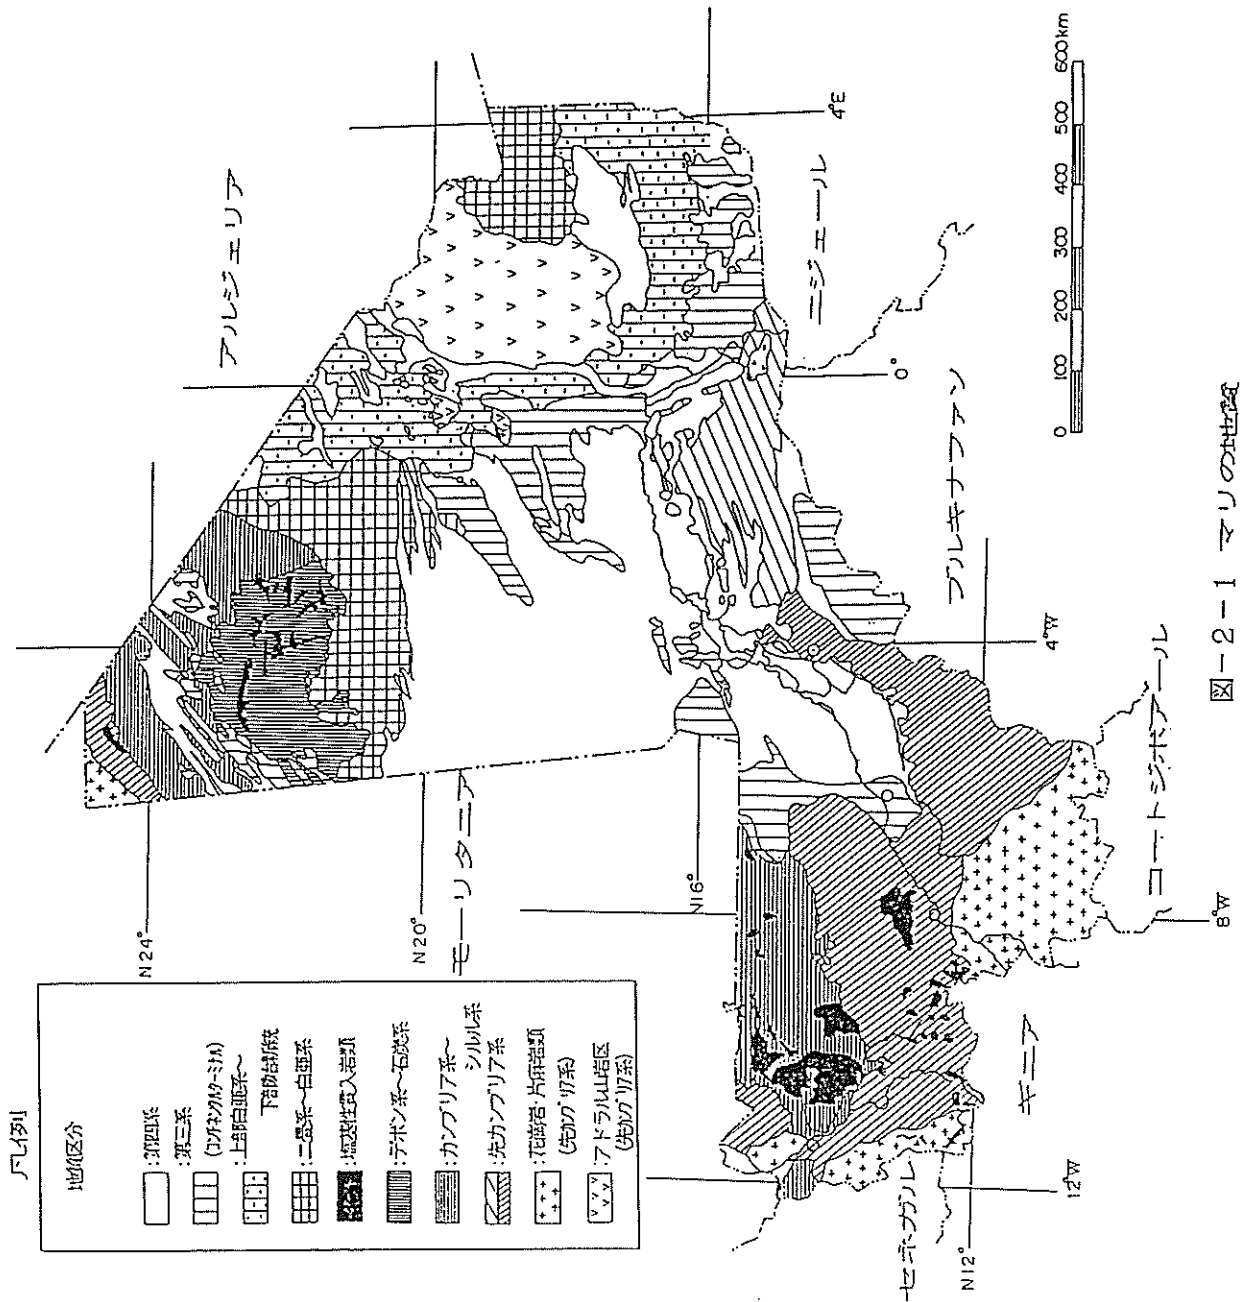 凡例
地質区分
:第四系
:第三系
(コンチネンタルターミナル)
:上部白亜系〜
下部始新統
:二畳系〜白亜系
:塩基性貫入岩類
:デボン系〜石炭系
:カンブリア系〜
シルル系
:先カンブリア系
:花崗岩・片麻岩類
(先カンブリア系)
:アドラル山岩区
(先カンブリア系)
アルジェリア
モーリタニア
ニジェール
ブルキナファソ
コートジボアール
ギニア
セネガル
N24°
N20°
N16°
N12°
12°W
8°W
4°W
0°
4°E
0 100 200 300 400 500 600km
図-2-1 マリの地質